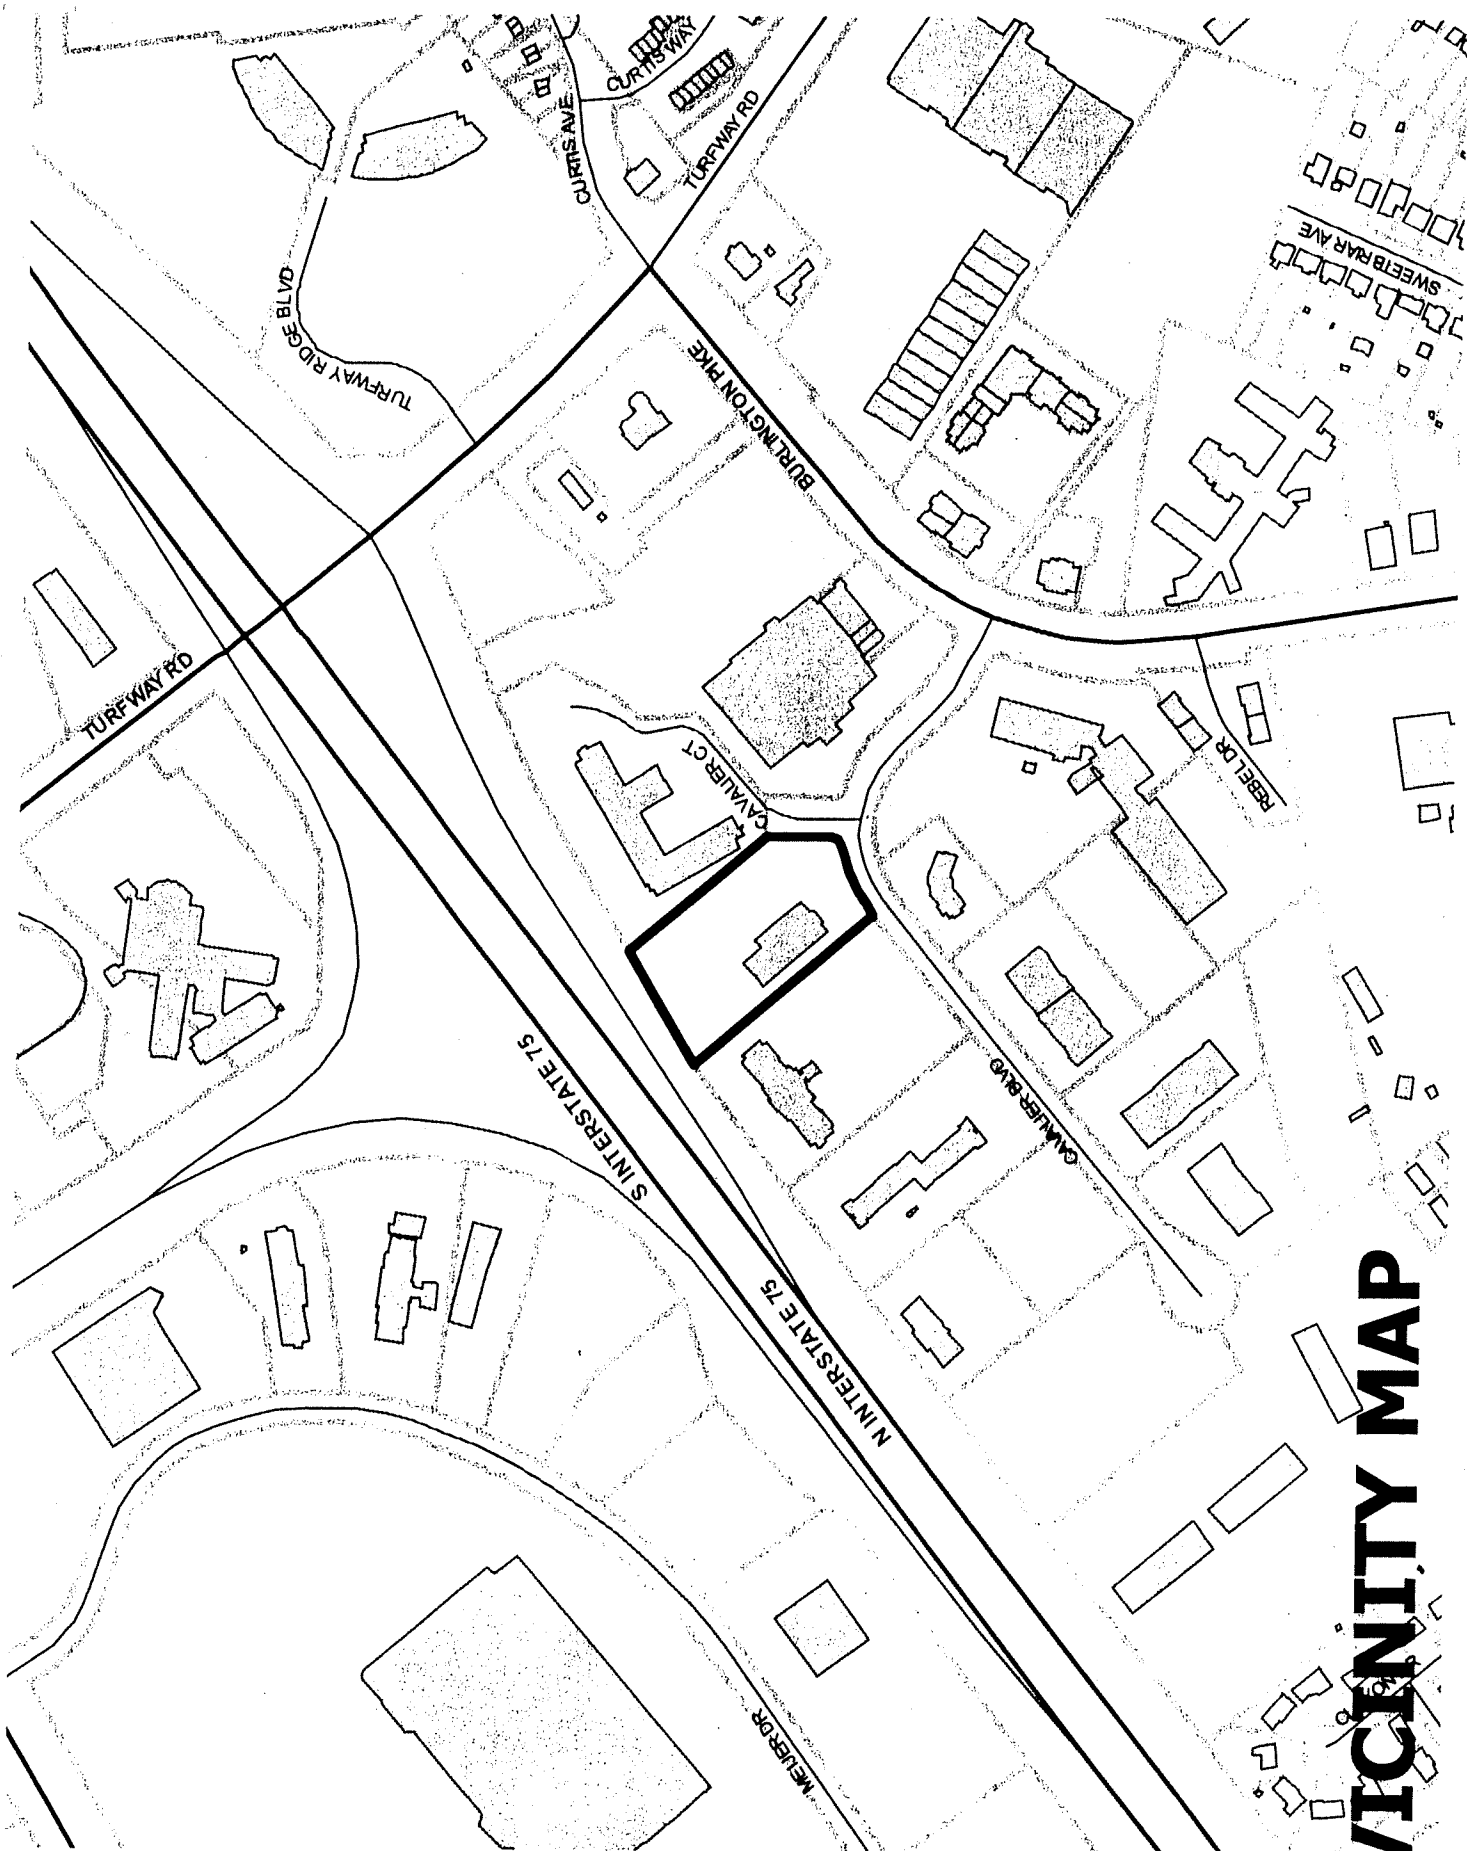 CURTIS WAY
CURTIS AVE
TURFWAY RD
SWEETBRIAR AVE
TURFWAY RIDGE BLVD
BURLINGTON PIKE
TURFWAY RD
CAVALIER CT
REBEL DR
S INTERSTATE 75
CAVALIER BLVD
N INTERSTATE 75
MEIJER DR
VICINITY MAP